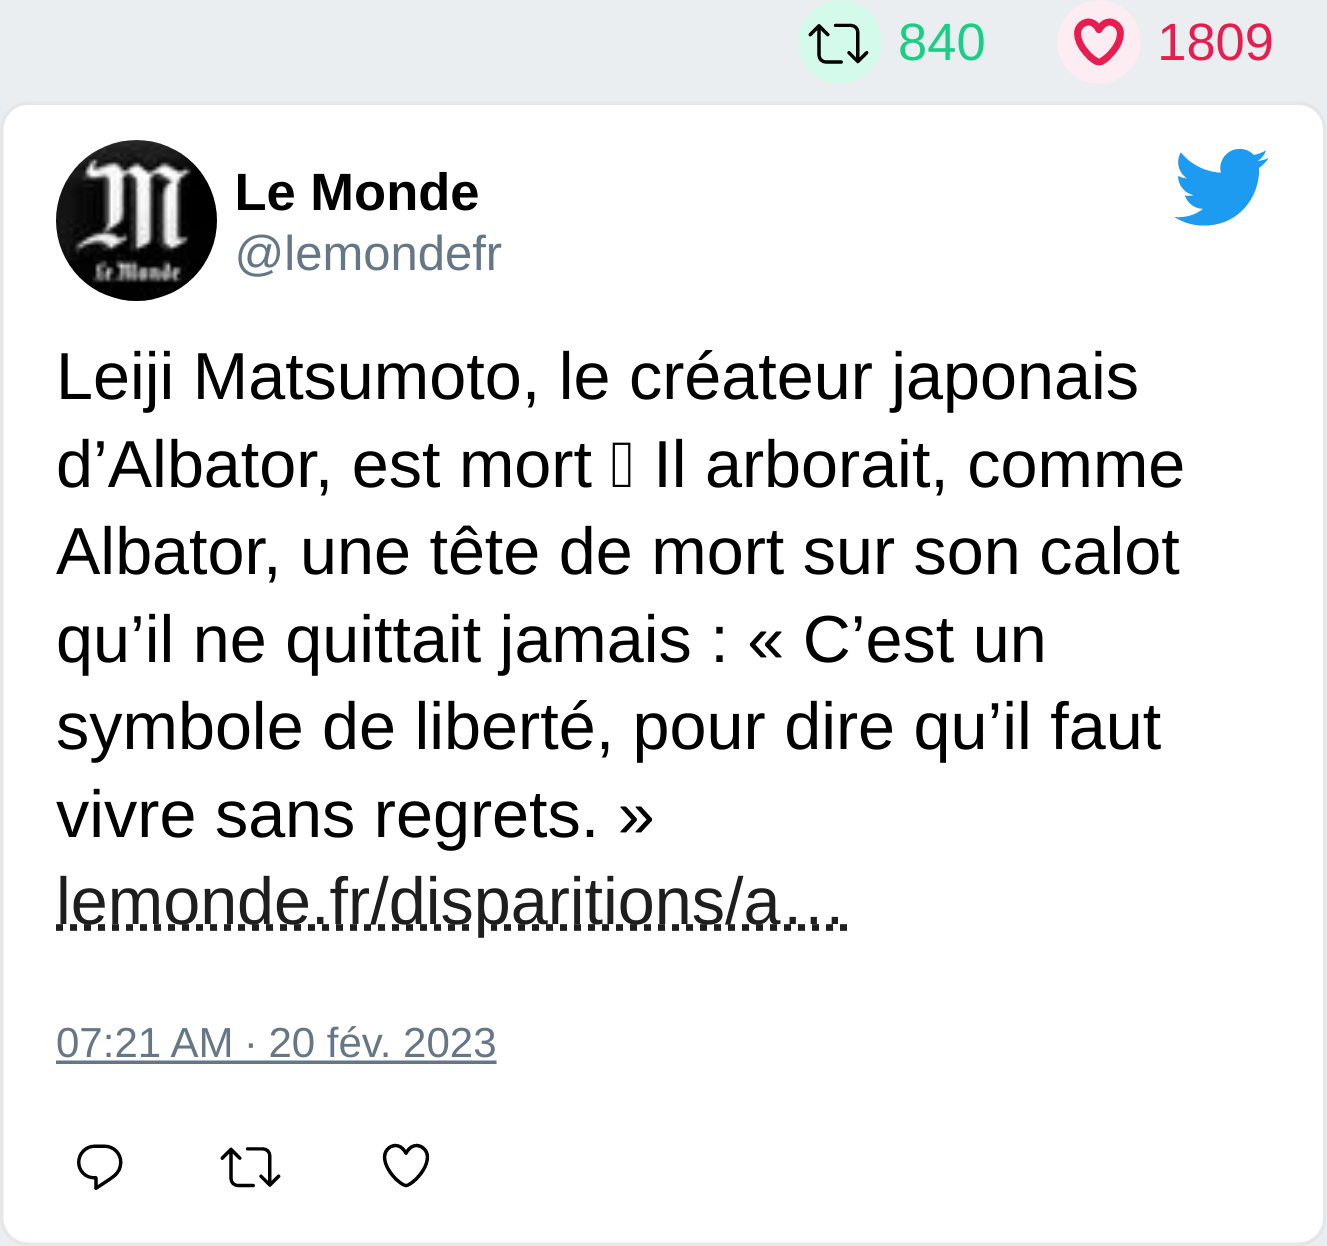 840 1809
Le Monde
Le Monde
@lemondefr
Leiji Matsumoto, le créateur japonais
d’Albator, est mort ▯ Il arborait, comme
Albator, une tête de mort sur son calot
qu’il ne quittait jamais : « C’est un
symbole de liberté, pour dire qu’il faut
vivre sans regrets. »
lemonde.fr/disparitions/a…
07:21 AM · 20 fév. 2023